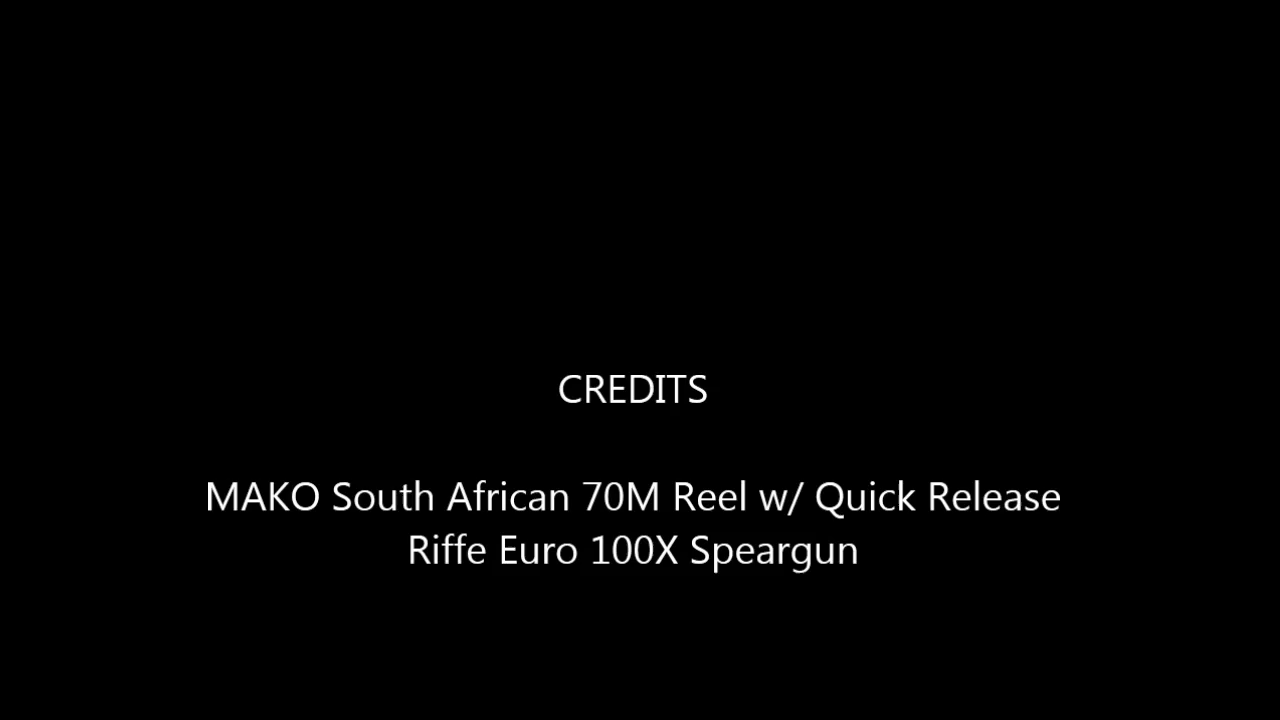 CREDITS
MAKO South African 70M Reel w/ Quick Release
Riffe Euro 100X Speargun